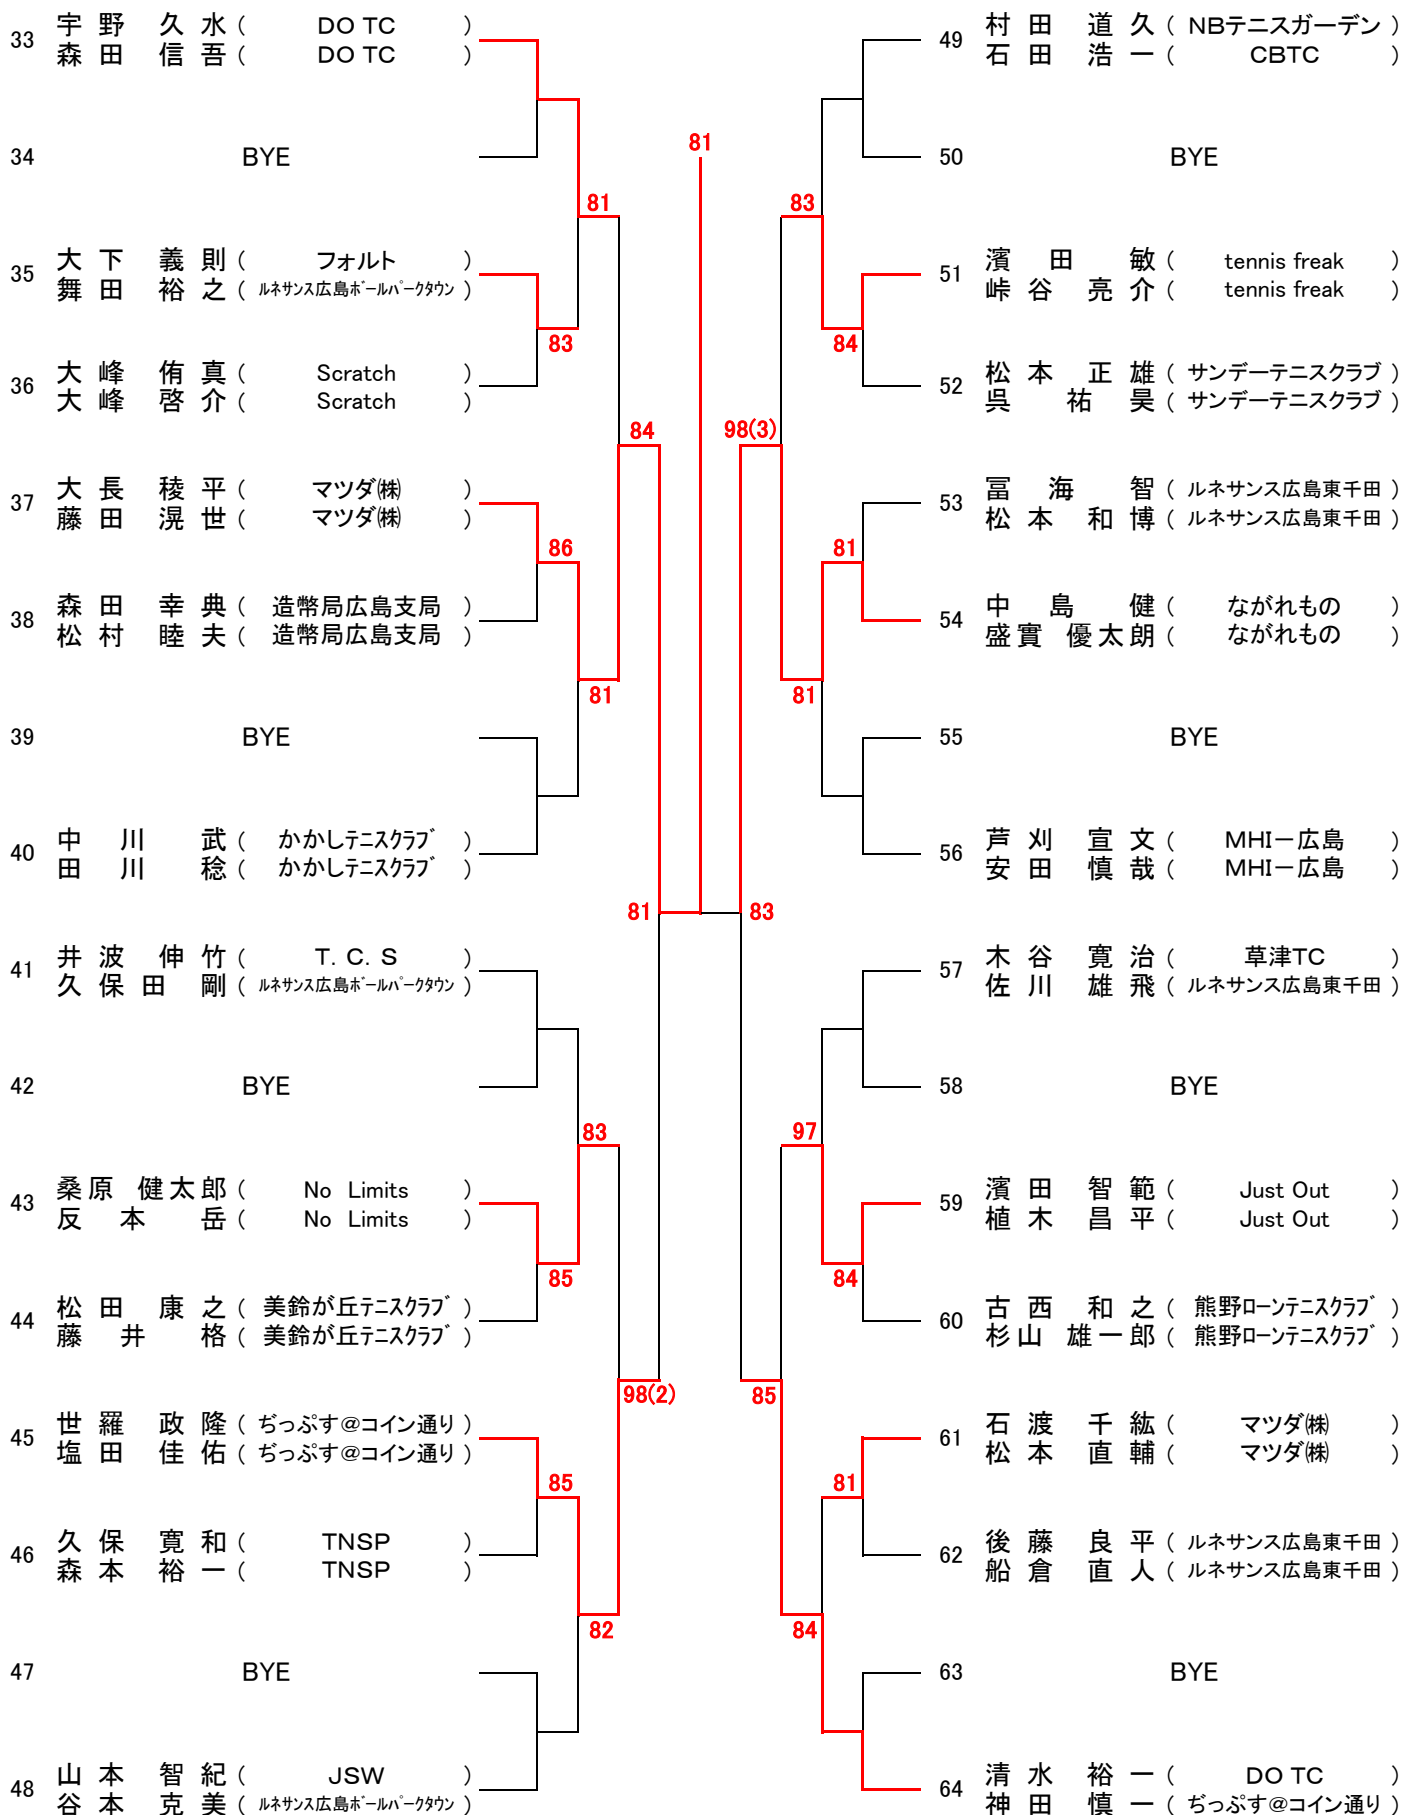 33 宇野 久水 ( DO TC )
森田 信吾 ( DO TC )
34 BYE
81
35 大下 義則 ( フォルト )
舞田 裕之 ( ルネサンス広島ボールパークタウン )
83
36 大峰 侑真 ( Scratch )
大峰 啓介 ( Scratch )
84
37 大長 稜平 ( マツダ㈱ )
藤田 滉世 ( マツダ㈱ )
86
38 森田 幸典 ( 造幣局広島支局 )
松村 睦夫 ( 造幣局広島支局 )
81
39 BYE
40 中川 武 ( かかしテニスクラブ )
田川 稔 ( かかしテニスクラブ )
81
41 井波 伸竹 ( T. C. S )
久保田 剛 ( ルネサンス広島ボールパークタウン )
42 BYE
83
43 桑原 健太郎 ( No Limits )
反本 岳 ( No Limits )
85
44 松田 康之 ( 美鈴が丘テニスクラブ )
藤井 格 ( 美鈴が丘テニスクラブ )
98(2)
45 世羅 政隆 ( ぢっぷす@コイン通り )
塩田 佳佑 ( ぢっぷす@コイン通り )
85
46 久保 寛和 ( TNSP )
森本 裕一 ( TNSP )
82
47 BYE
48 山本 智紀 ( JSW )
谷本 克美 ( ルネサンス広島ボールパークタウン )
81
49 村田 道久 ( NBテニスガーデン )
石田 浩一 ( CBTC )
50 BYE
83
51 濱田 敏 ( tennis freak )
峠谷 亮介 ( tennis freak )
84
52 松本 正雄 ( サンデーテニスクラブ )
呉 祐昊 ( サンデーテニスクラブ )
98(3)
53 冨海 智 ( ルネサンス広島東千田 )
松本 和博 ( ルネサンス広島東千田 )
81
54 中島 健 ( ながれもの )
盛實 優太朗 ( ながれもの )
81
55 BYE
56 芦刈 宣文 ( MHI－広島 )
安田 慎哉 ( MHI－広島 )
83
57 木谷 寛治 ( 草津TC )
佐川 雄飛 ( ルネサンス広島東千田 )
58 BYE
97
59 濱田 智範 ( Just Out )
植木 昌平 ( Just Out )
84
60 古西 和之 ( 熊野ローンテニスクラブ )
杉山 雄一郎 ( 熊野ローンテニスクラブ )
85
61 石渡 千紘 ( マツダ㈱ )
松本 直輔 ( マツダ㈱ )
81
62 後藤 良平 ( ルネサンス広島東千田 )
船倉 直人 ( ルネサンス広島東千田 )
84
63 BYE
64 清水 裕一 ( DO TC )
神田 慎一 ( ぢっぷす@コイン通り )